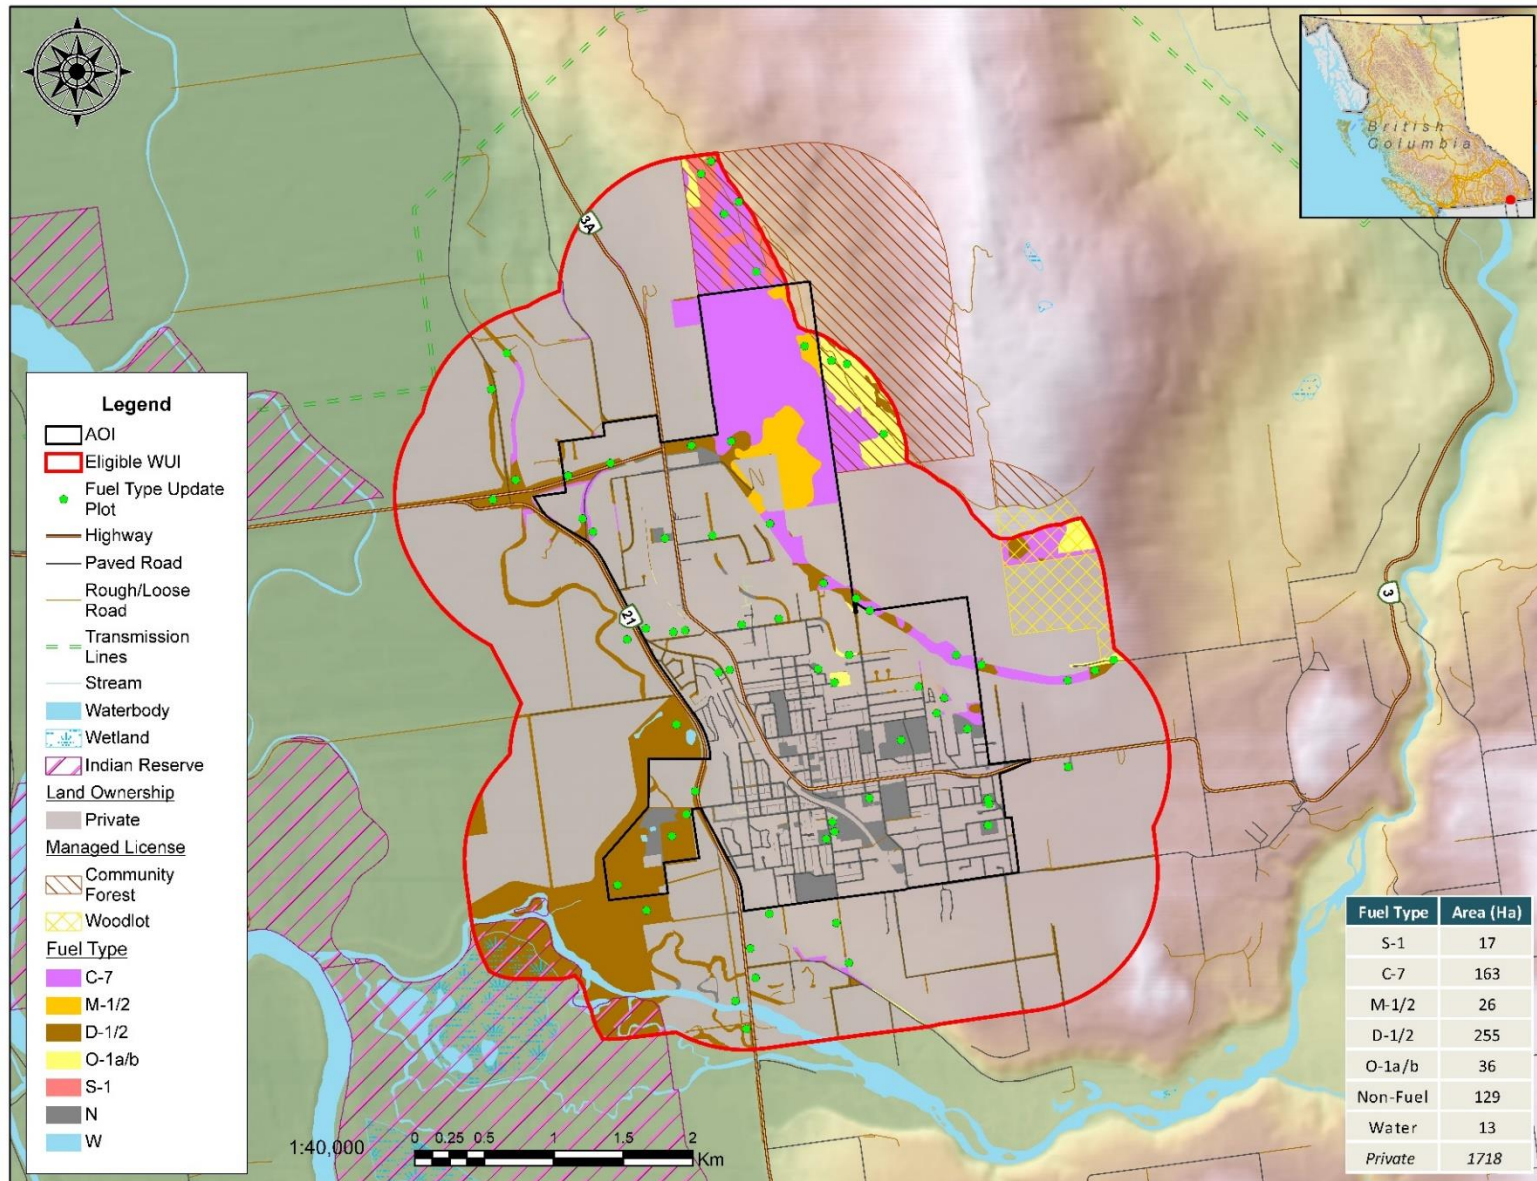 British
Columbia
3A
3
21
Legend
AOI
Eligible WUI
Fuel Type Update
Plot
Highway
Paved Road
Rough/Loose
Road
Transmission
Lines
Stream
Waterbody
Wetland
Indian Reserve
Land Ownership
Private
Managed License
Community
Forest
Woodlot
Fuel Type
C-7
M-1/2
D-1/2
O-1a/b
S-1
N
W
1:40,000
0 0.25 0.5 1 1.5 2
Km
Fuel Type Area (Ha)
S-1 17
C-7 163
M-1/2 26
D-1/2 255
O-1a/b 36
Non-Fuel 129
Water 13
Private 1718